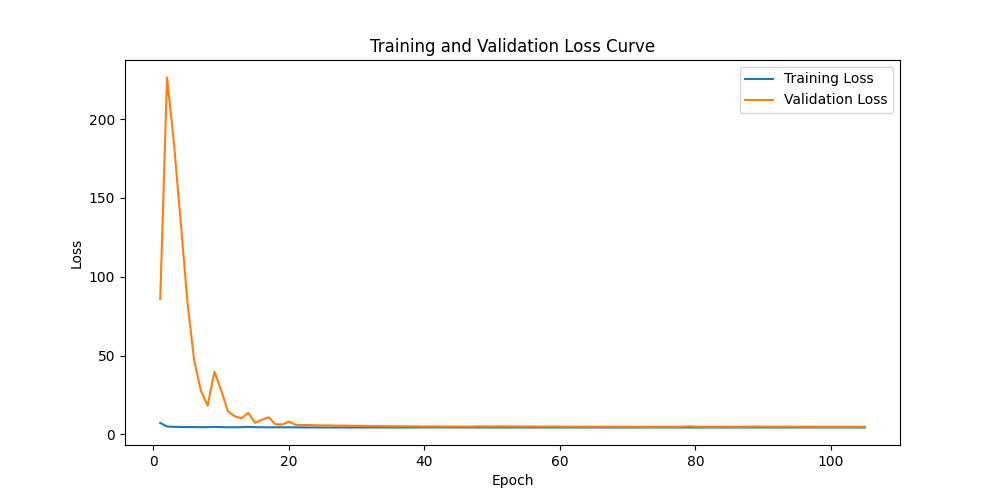 Training and Validation Loss Curve
Training Loss
Validation Loss
200
150
100
50
0
Loss
0 20 40 60 80 100
Epoch